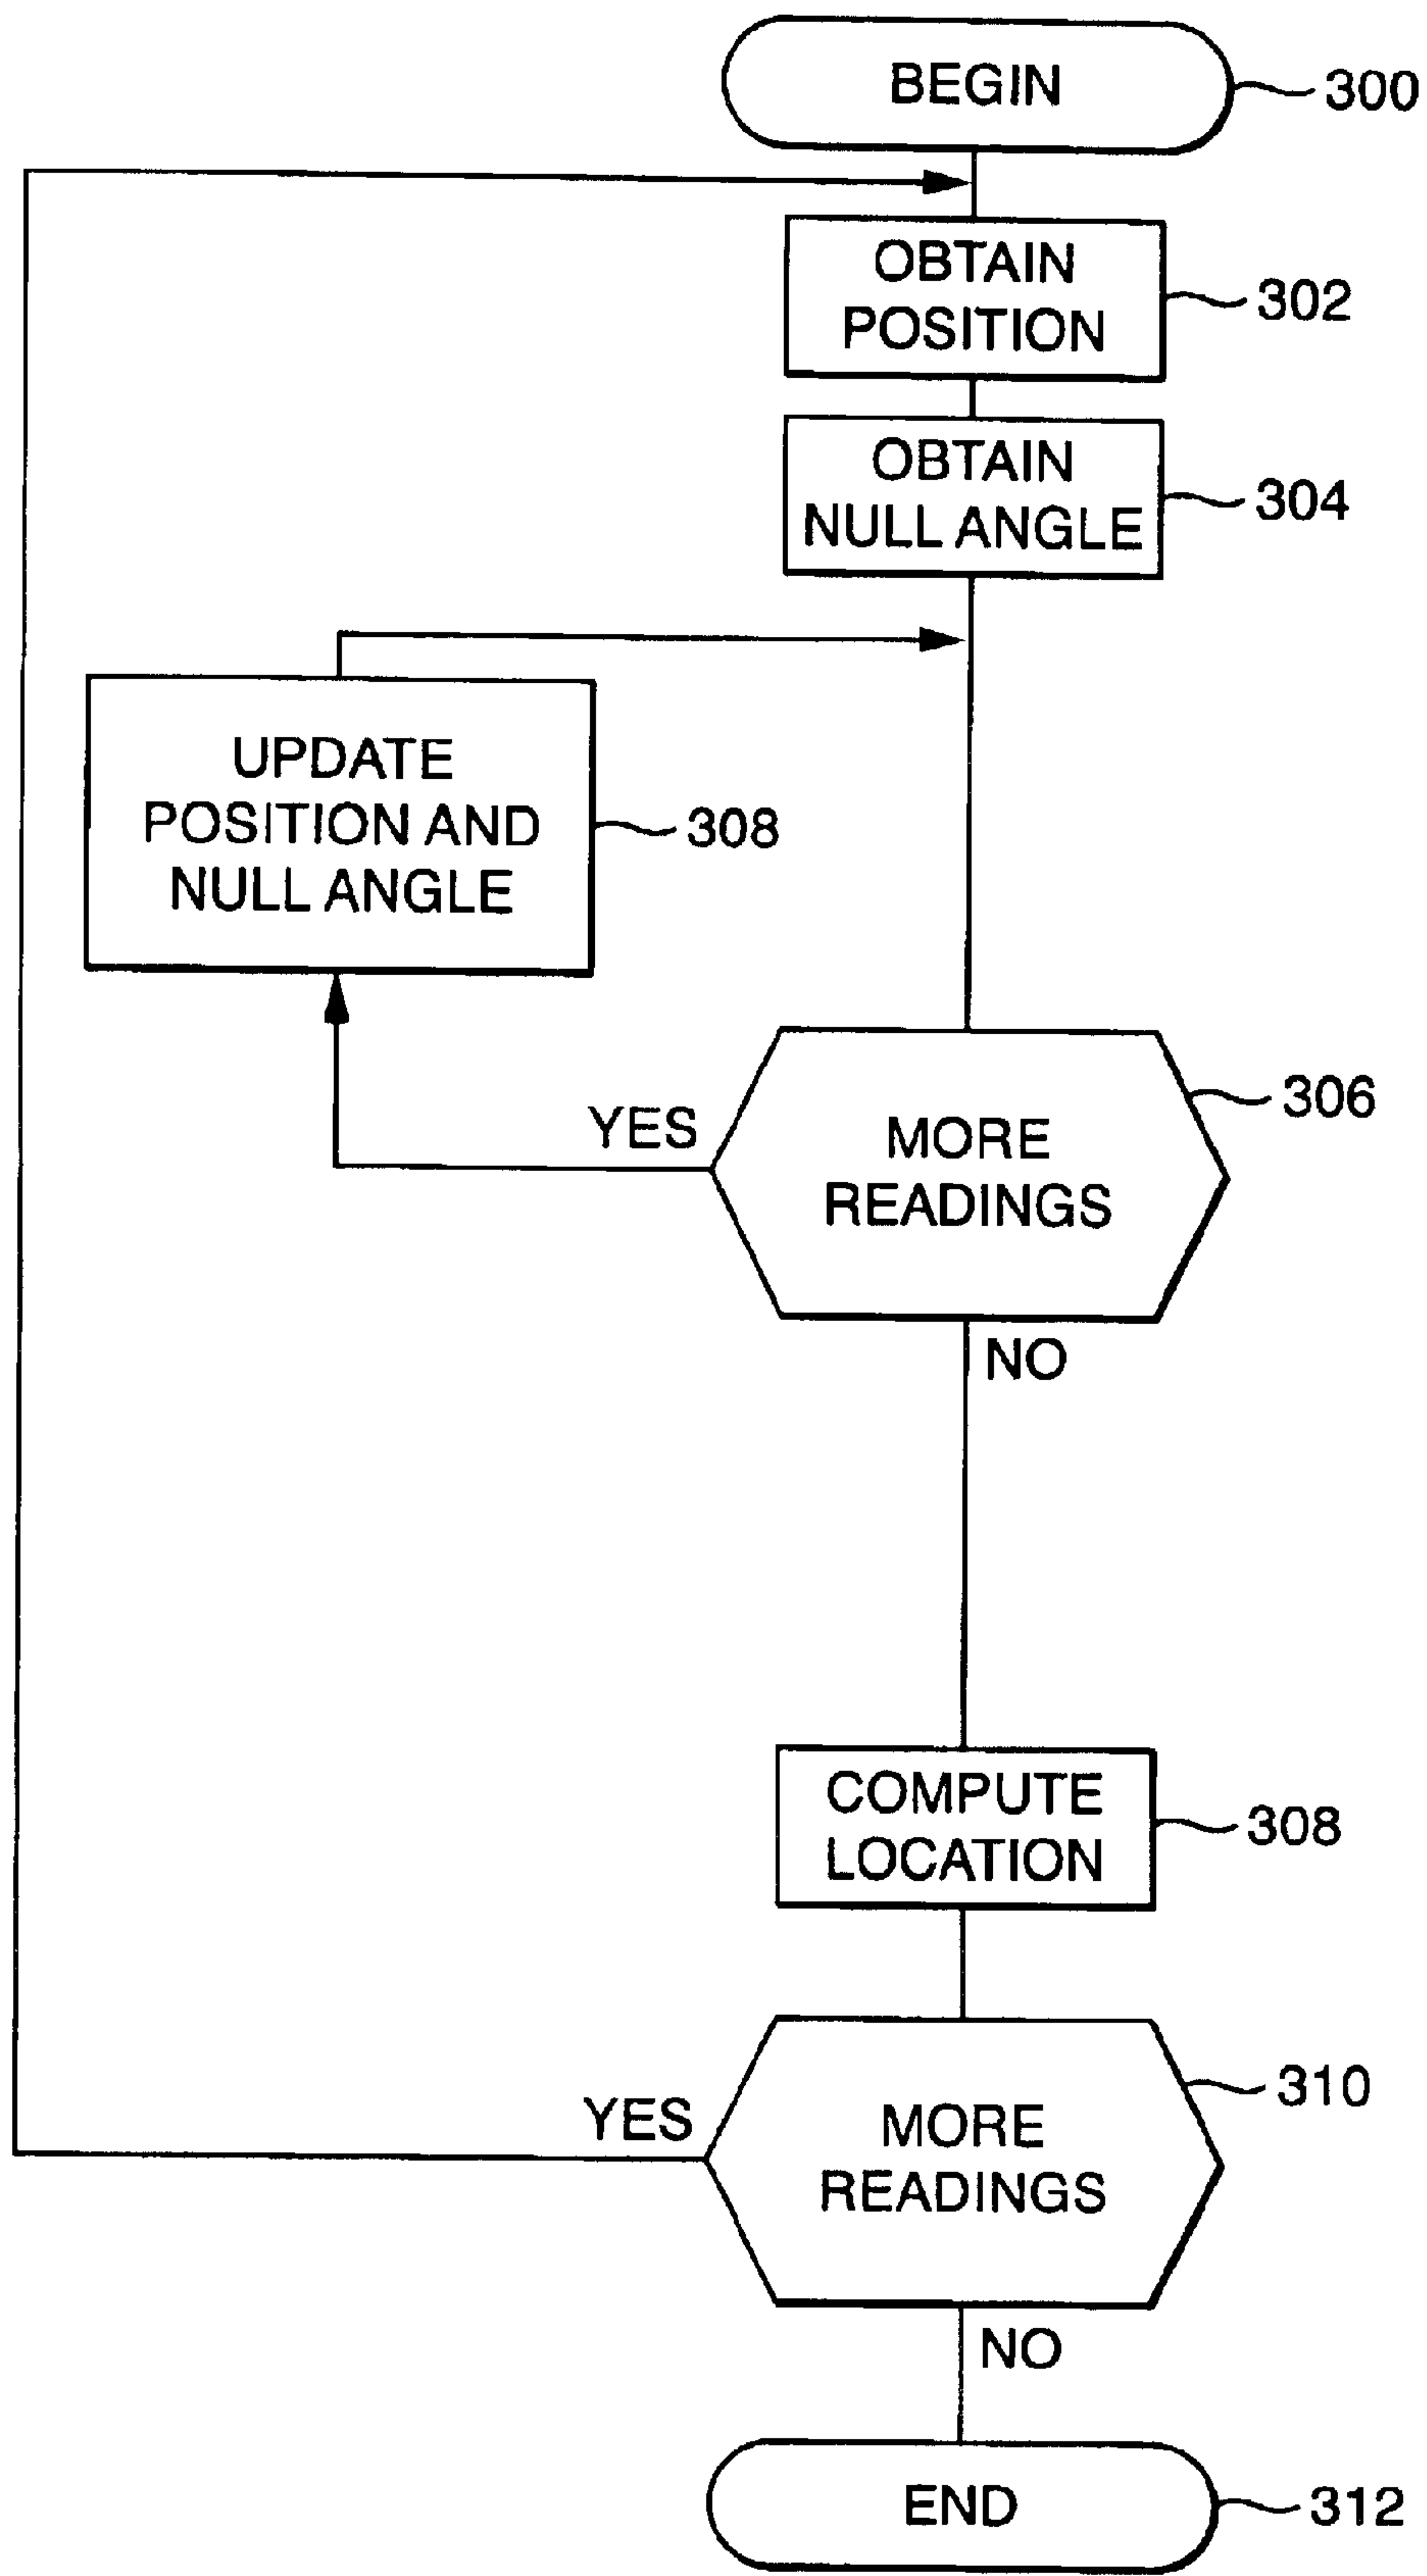 BEGIN
300
OBTAIN
POSITION
302
OBTAIN
NULL ANGLE
304
UPDATE
POSITION AND
NULL ANGLE
308
MORE
READINGS
306
YES
NO
COMPUTE
LOCATION
308
MORE
READINGS
310
YES
NO
END
312